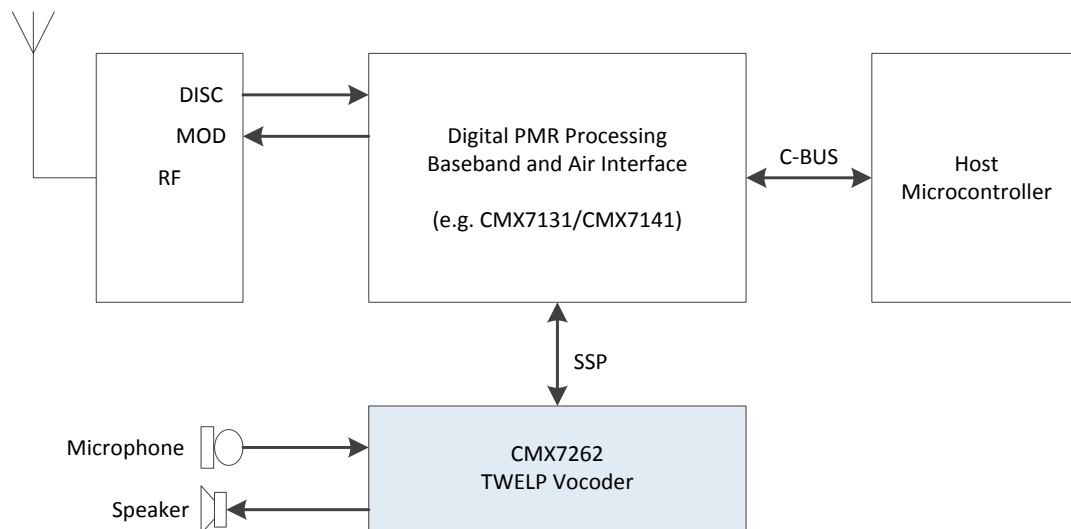 DISC
MOD
RF
Digital PMR Processing
Baseband and Air Interface
(e.g. CMX7131/CMX7141)
C-BUS
Host
Microcontroller
SSP
Microphone
Speaker
CMX7262
TWELP Vocoder